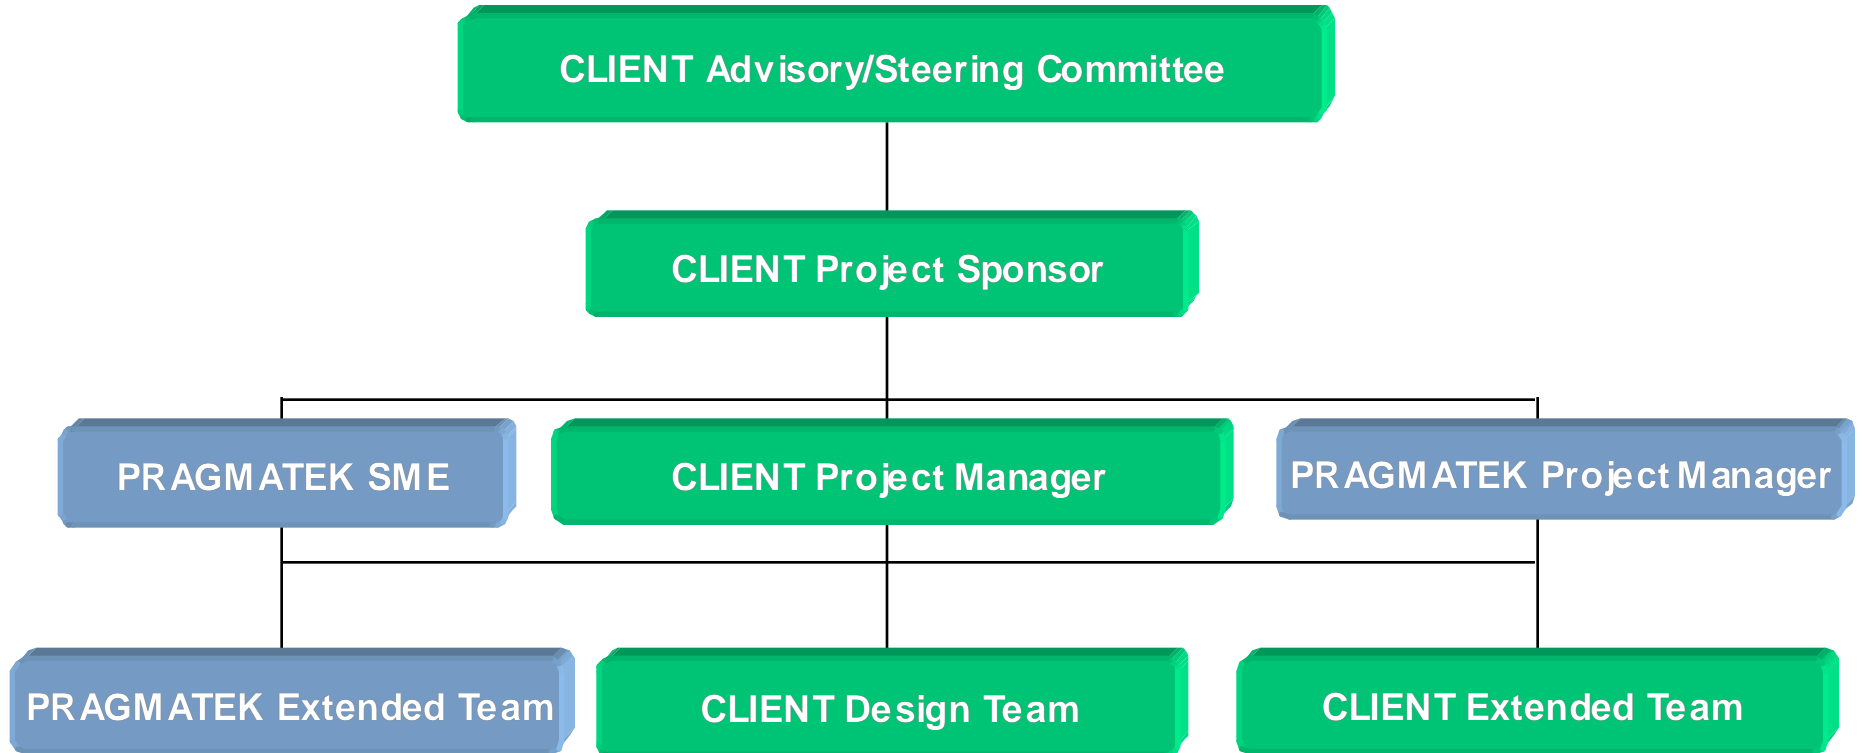 CLIENT Advisory/Steering Committee
CLIENT Project Sponsor
PRAGMATEK SME
CLIENT Project Manager
PRAGMATEK Project Manager
PRAGMATEK Extended Team
CLIENT Design Team
CLIENT Extended Team